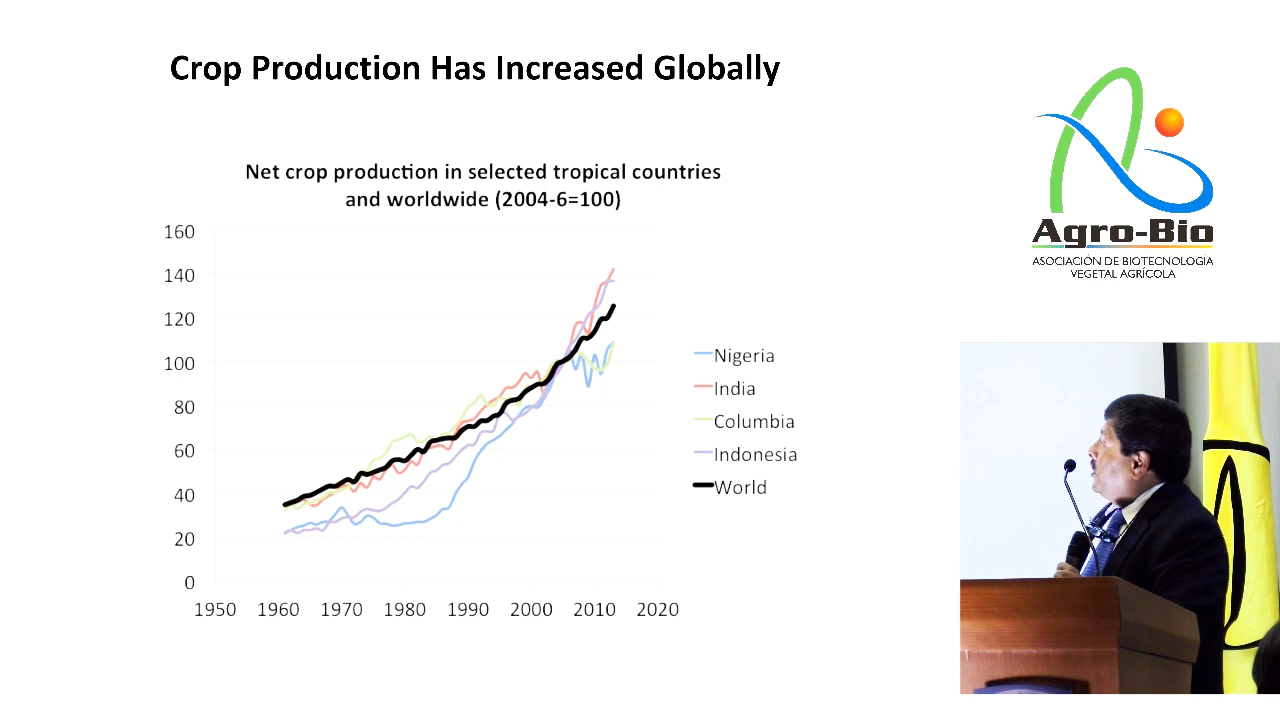 Crop Production Has Increased Globally
Net crop production in selected tropical countries
and worldwide (2004-6=100)
160
140
120
100
80
60
40
20
0
1950 1960 1970 1980 1990 2000 2010 2020
Nigeria
India
Columbia
Indonesia
World
Agro-Bio
ASOCIACIÓN DE BIOTECNOLOGIA
VEGETAL AGRÍCOLA